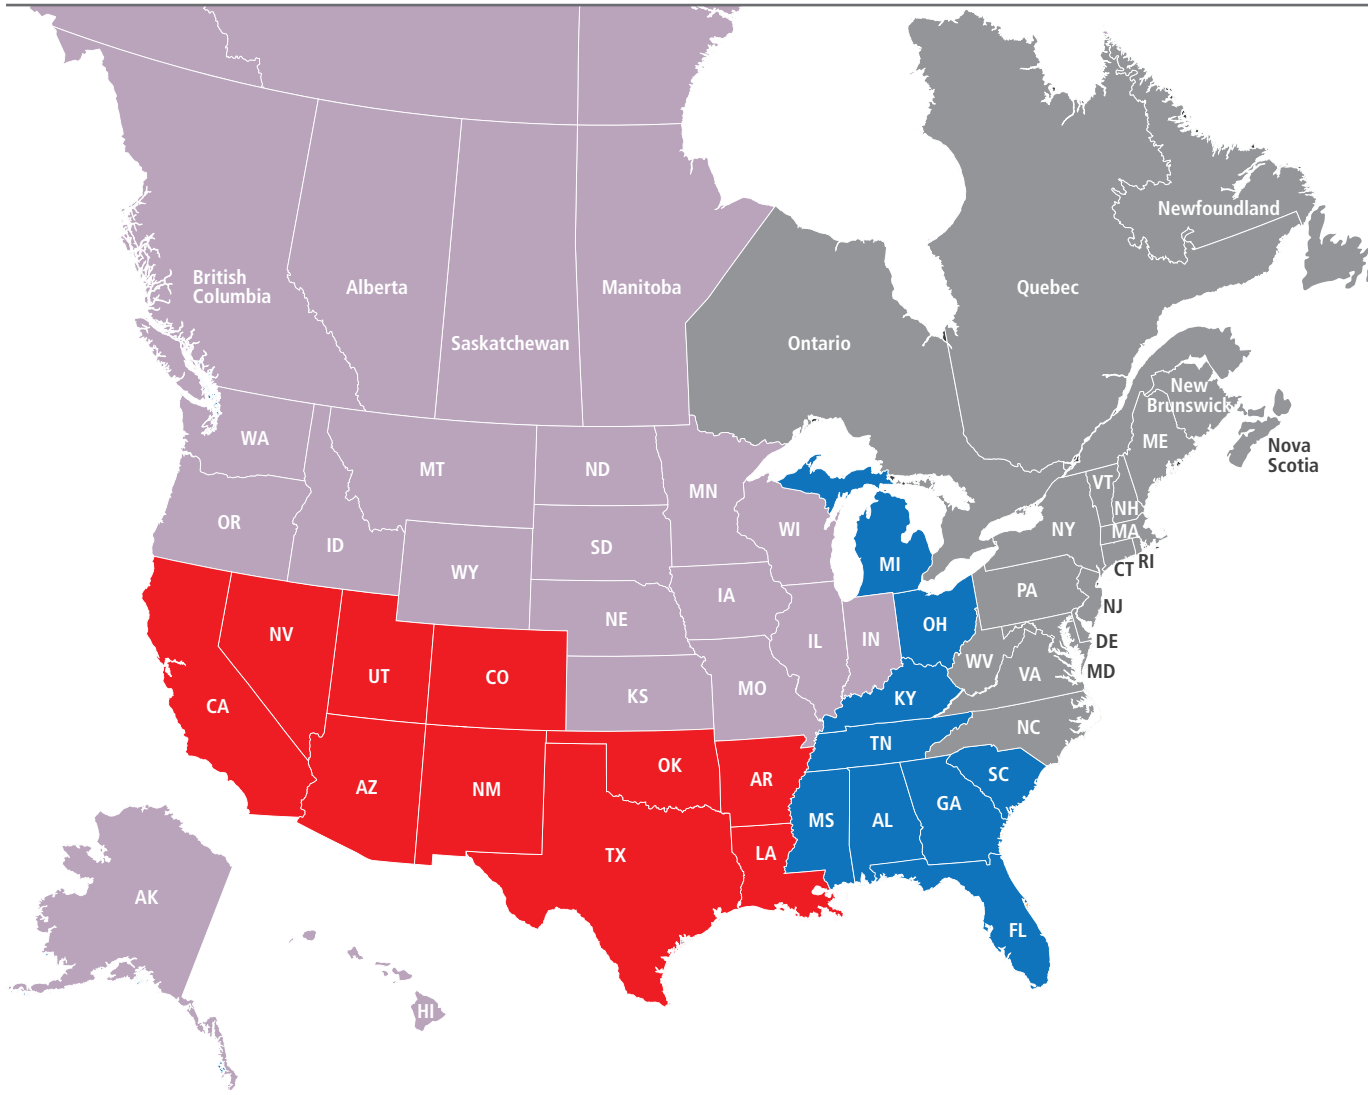 Newfoundland
British
Columbia
Alberta
Manitoba
Quebec
Saskatchewan
Ontario
New
Brunswick
Nova
Scotia
WA
MT
ND
MN
ME
VT
NH
OR
ID
SD
WI
NY
MA
RI
CT
WY
MI
IA
PA
NJ
NE
OH
NV
IL
IN
DE
WV
MD
UT
CO
KS
MO
VA
CA
KY
NC
TN
OK
AR
SC
AZ
NM
GA
MS
AL
TX
LA
AK
FL
HI